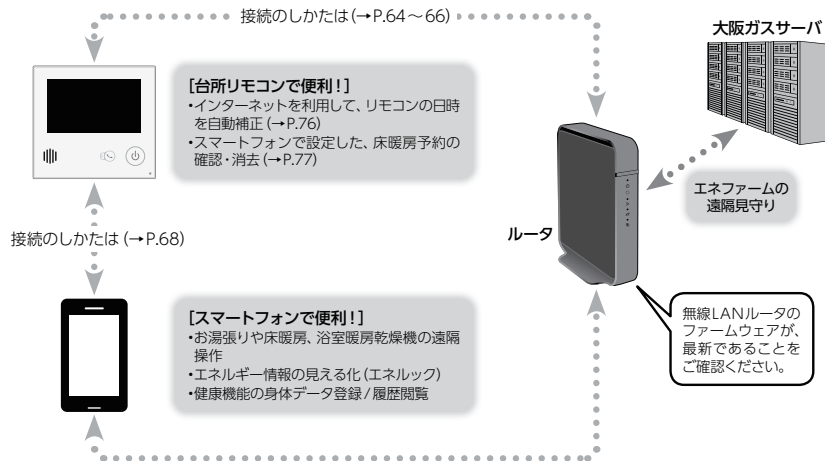 接続のしかたは(→P.64～66)
大阪ガスサーバ
[台所リモコンで便利!]
・インターネットを利用して、リモコンの日時
を自動補正(→P.76)
・スマートフォンで設定した、床暖房予約の
確認・消去(→P.77)
エネファームの
遠隔見守り
ルータ
接続のしかたは(→P.68)
[スマートフォンで便利!]
・お湯張りや床暖房、浴室暖房乾燥機の遠隔
操作
・エネルギー情報の見える化(エネルック)
・健康機能の身体データ登録/履歴閲覧
無線LANルータの
ファームウェアが、
最新であることを
ご確認ください。